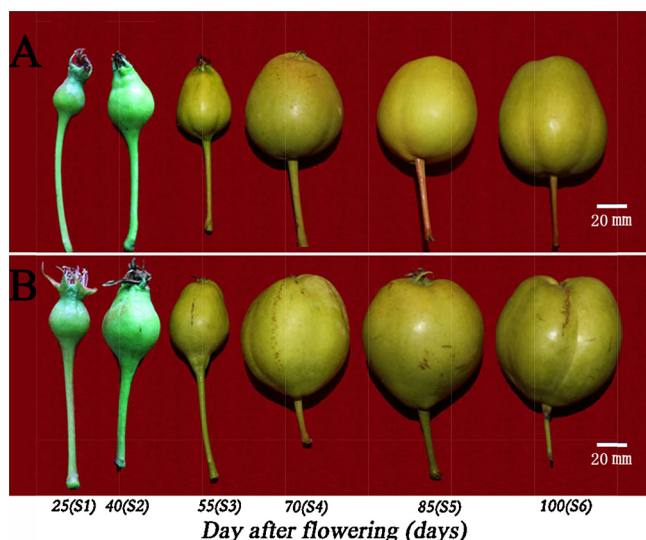 A
20 mm
B
20 mm
25(S1) 40(S2) 55(S3) 70(S4) 85(S5) 100(S6)
Day after flowering (days)